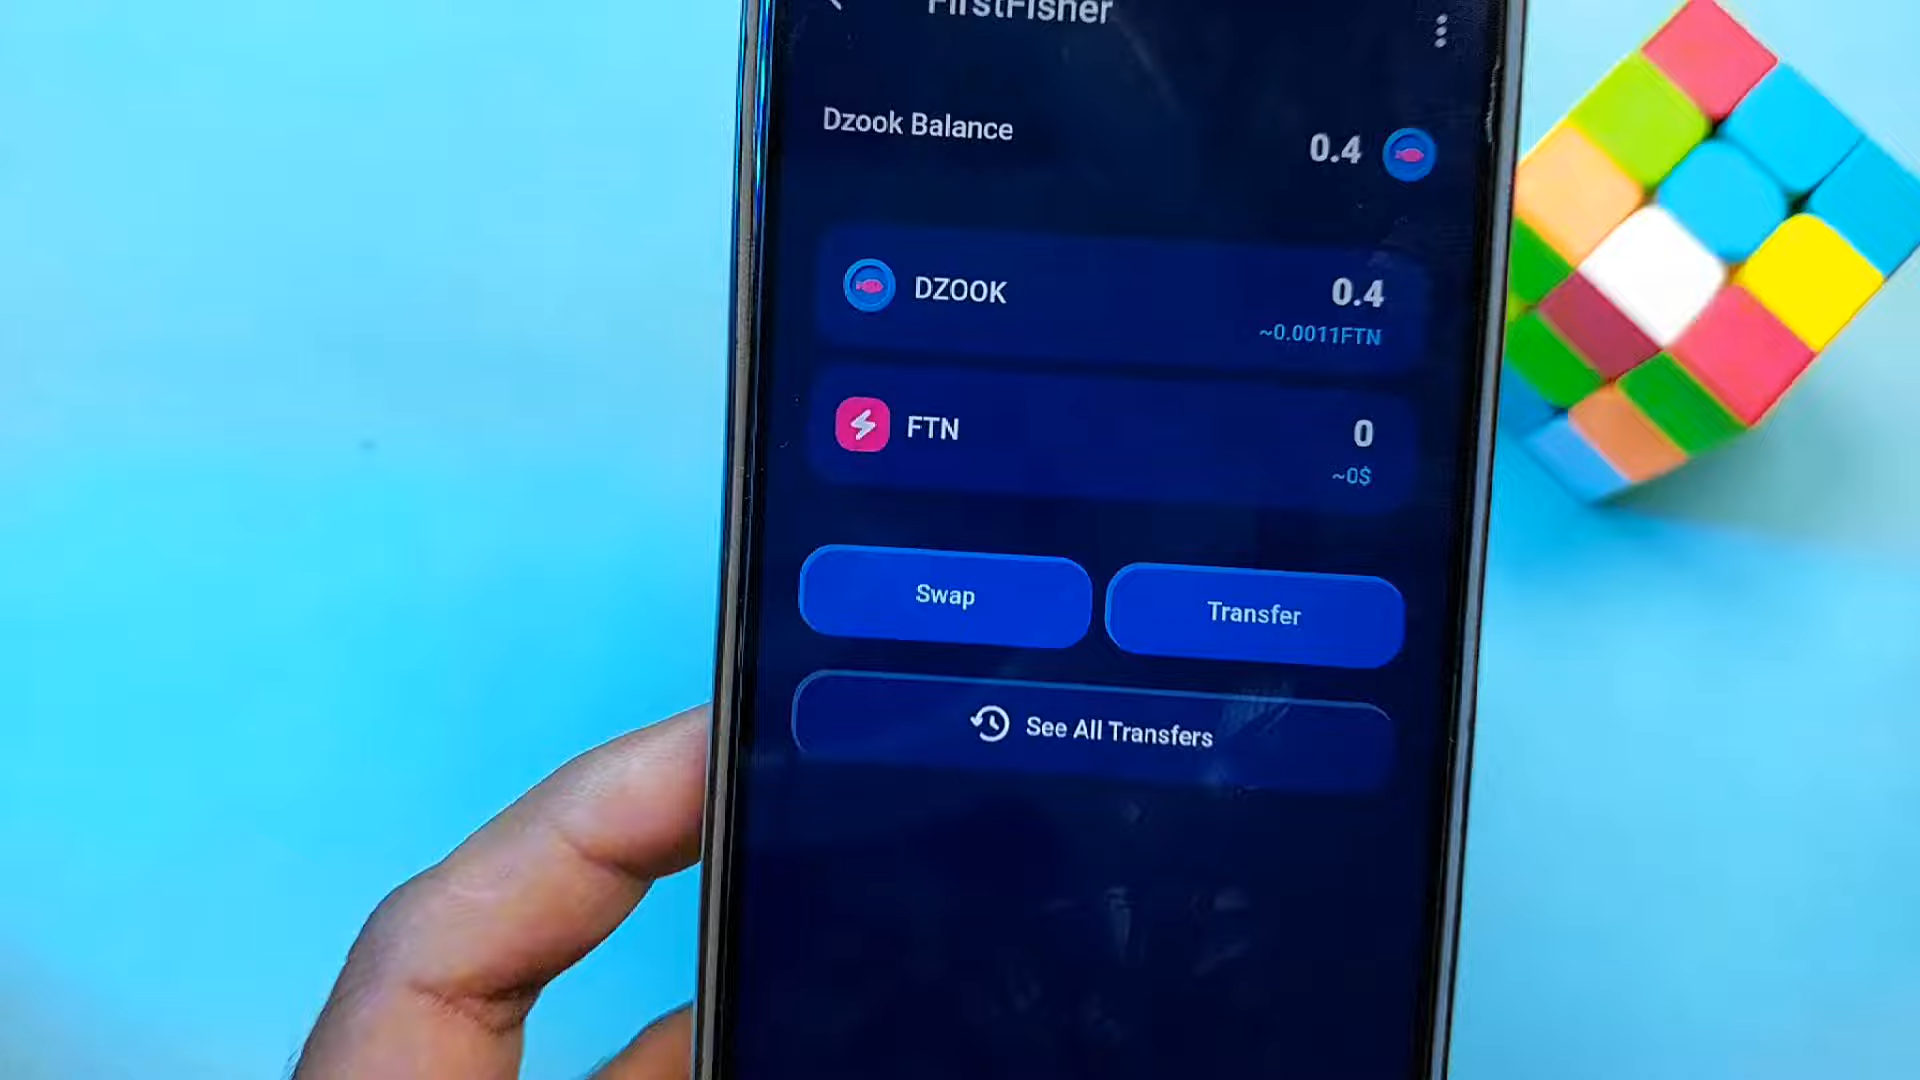 FirstFisher
Dzook Balance
0.4
DZOOK
0.4
~0.0011FTN
FTN
0
~0$
Swap
Transfer
See All Transfers